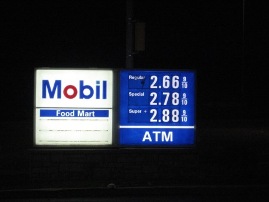 Mobil
Food Mart
Regular 2.66 9/10
Special 2.78 9/10
Super + 2.88 9/10
ATM